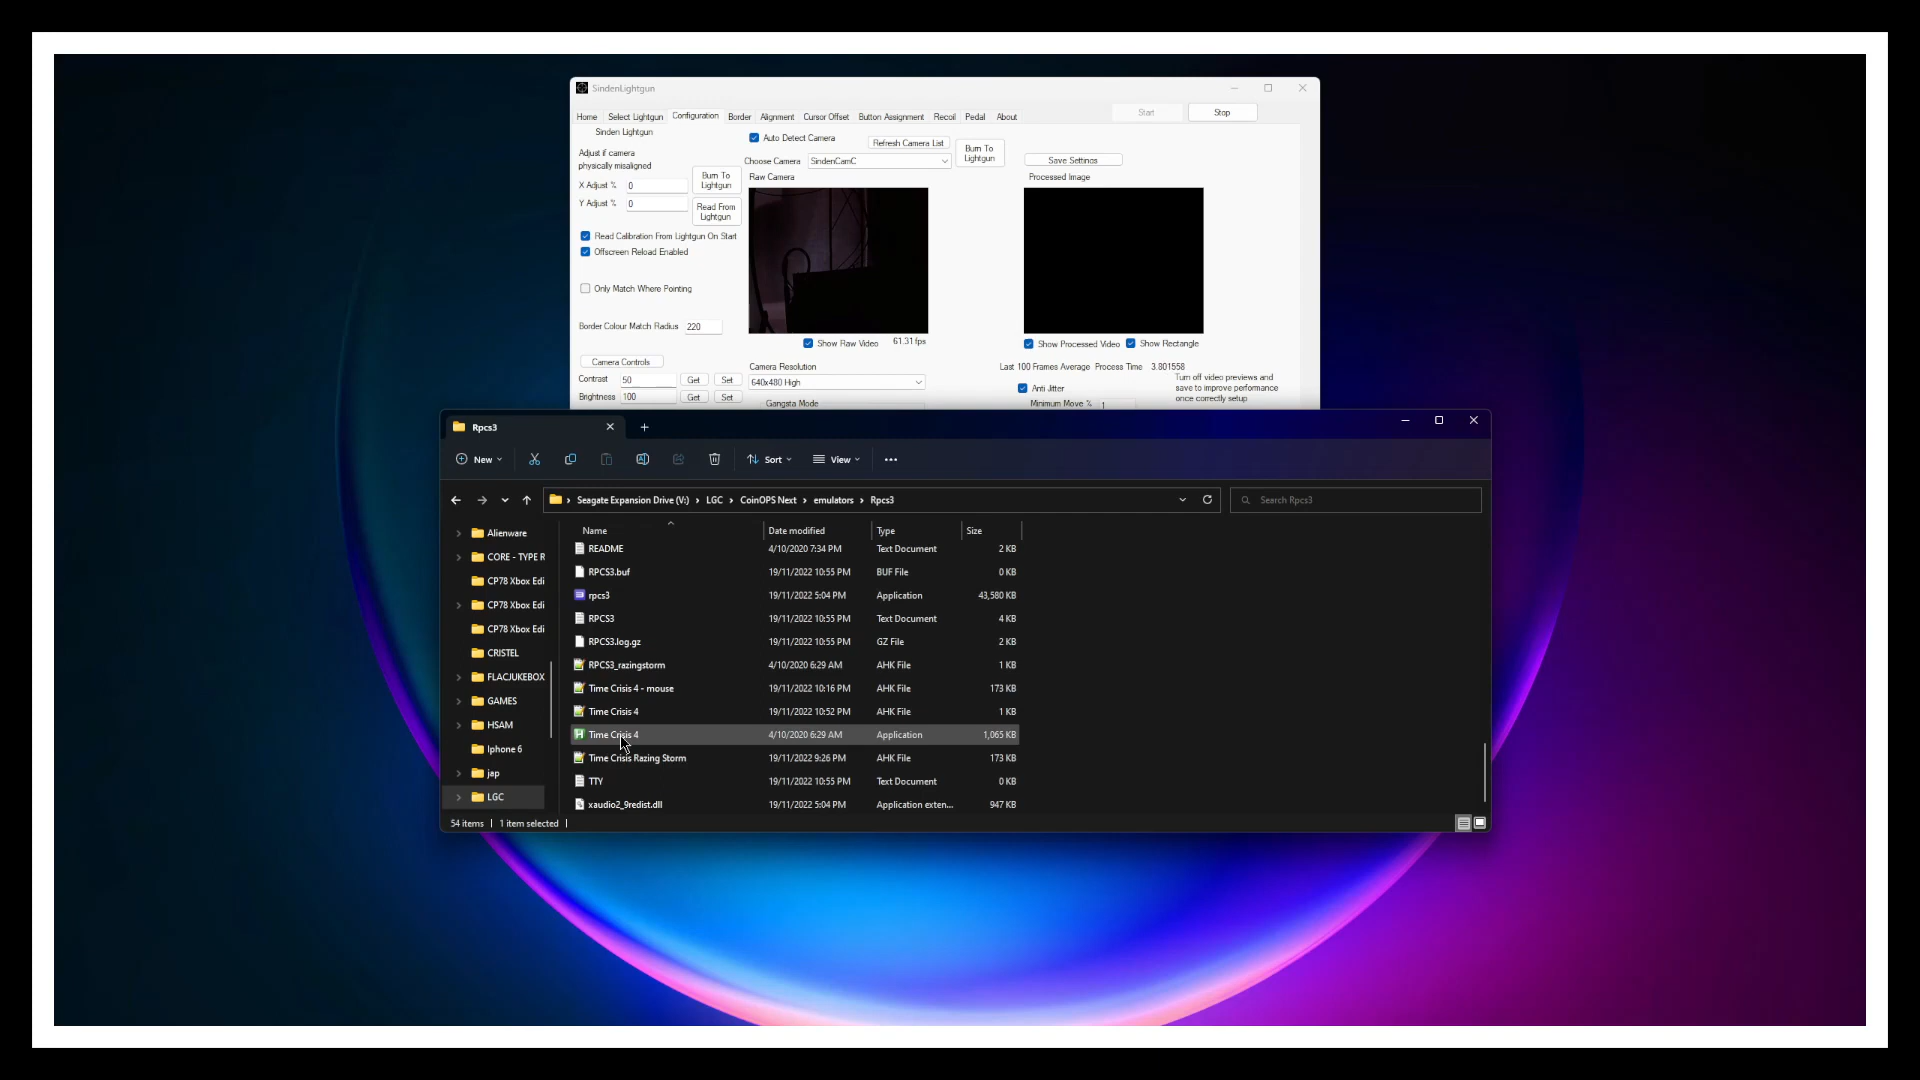 SindenLightgun
Home Select Lightgun Configuration Border Alignment Cursor Offset Button Assignment Recoil Pedal About
Start Stop
Sinden Lightgun
Adjust if camera
physically misaligned
X Adjust % 0
Y Adjust % 0
Burn To
Lightgun
Read From
Lightgun
Read Calibration From Lightgun On Start
Offscreen Reload Enabled
Only Match Where Pointing
Border Colour Match Radius 220
Camera Controls
Contrast 50 Get Set
Brightness 100 Get Set
Auto Detect Camera
Refresh Camera List
Choose Camera SindenCamC
Burn To
Lightgun
Raw Camera
Show Raw Video 61.31 fps
Camera Resolution
640x480 High
Gangsta Mode
Save Settings
Processed Image
Show Processed Video Show Rectangle
Last 100 Frames Average Process Time 3.801558
Anti Jitter
Minimum Move % 1
Turn off video previews and
save to improve performance
once correctly setup
Rpcs3
New Sort View
Seagate Expansion Drive (V:) LGC CoinOPS Next emulators Rpcs3
Search Rpcs3
Alienware
CORE - TYPE R
CP78 Xbox Edi
CP78 Xbox Edi
CP78 Xbox Edi
CRISTEL
FLACJUKEBOX
GAMES
HSAM
Iphone 6
jap
LGC
Name Date modified Type Size
README 4/10/2020 7:34 PM Text Document 2 KB
RPCS3.buf 19/11/2022 10:55 PM BUF File 0 KB
rpcs3 19/11/2022 5:04 PM Application 43,580 KB
RPCS3 19/11/2022 10:55 PM Text Document 4 KB
RPCS3.log.gz 19/11/2022 10:55 PM GZ File 2 KB
RPCS3_razingstorm 4/10/2020 6:29 AM AHK File 1 KB
Time Crisis 4 - mouse 19/11/2022 10:16 PM AHK File 173 KB
Time Crisis 4 19/11/2022 10:52 PM AHK File 1 KB
Time Crisis 4 4/10/2020 6:29 AM Application 1,065 KB
Time Crisis Razing Storm 19/11/2022 9:26 PM AHK File 173 KB
TTY 19/11/2022 10:55 PM Text Document 0 KB
xaudio2_9redist.dll 19/11/2022 5:04 PM Application exten... 947 KB
54 items 1 item selected